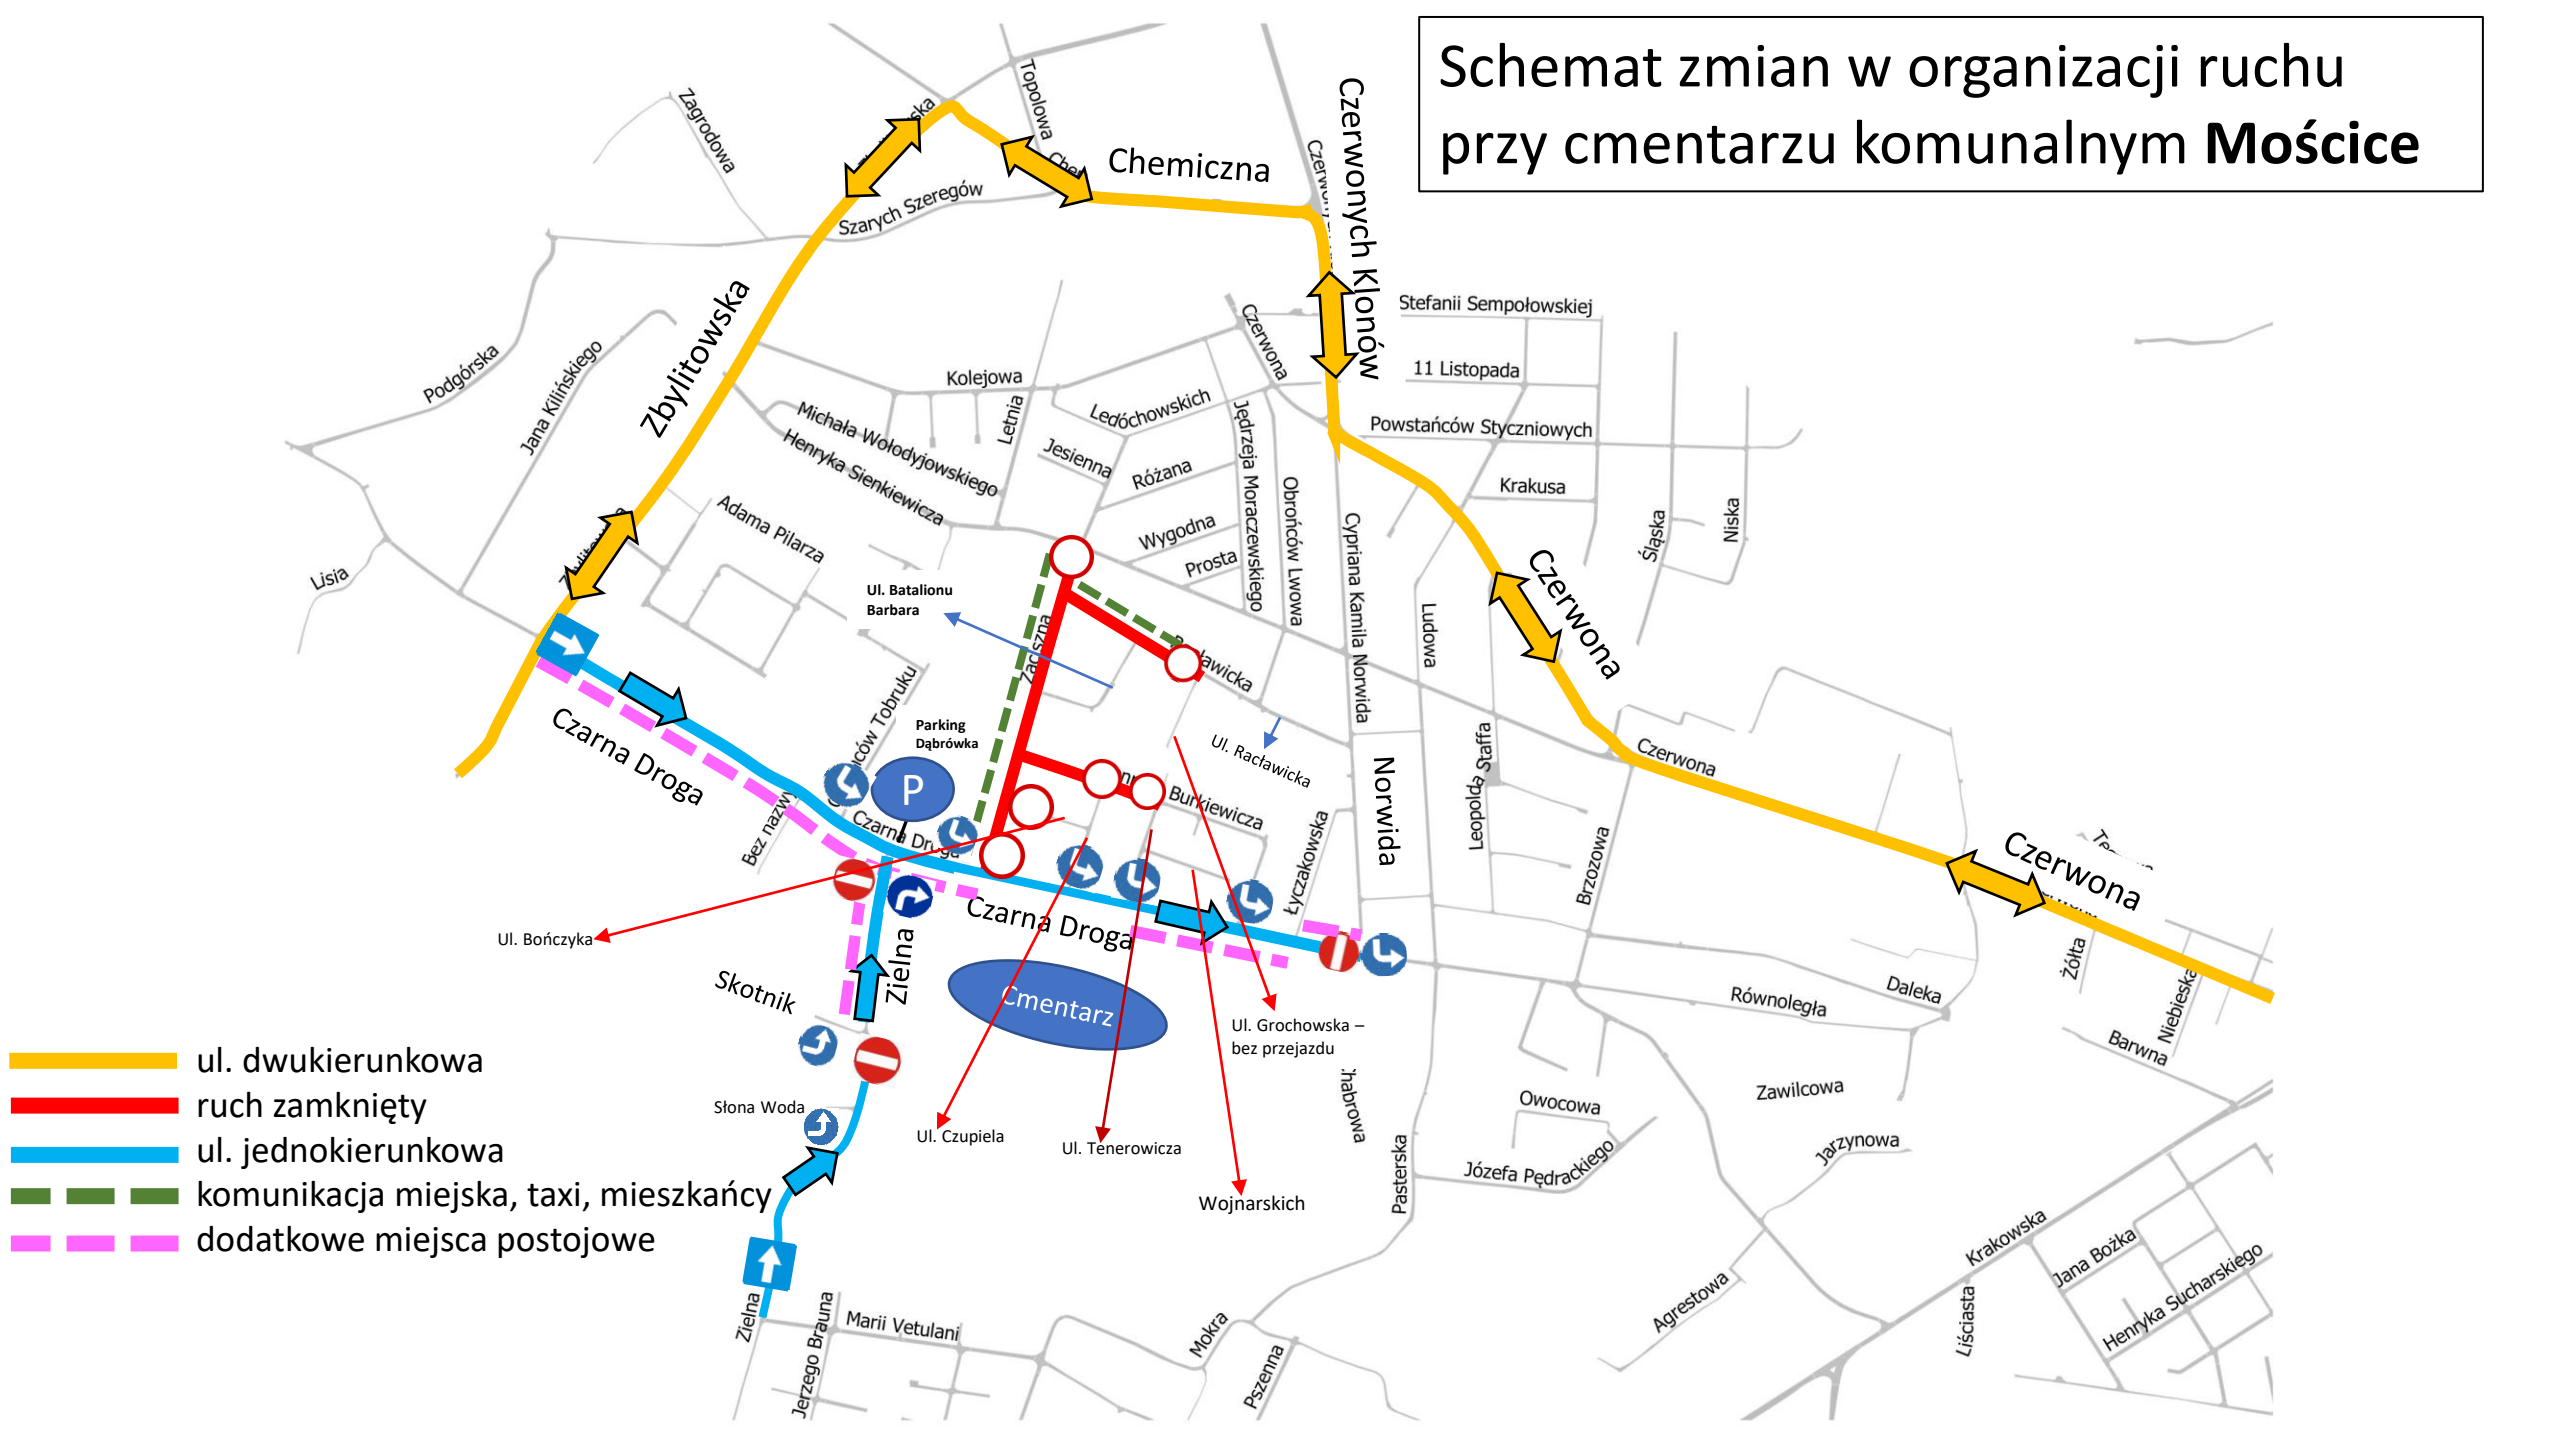 Schemat zmian w organizacji ruchu
przy cmentarzu komunalnym Mościce
Topolowa
Zagrodowa
Chemiczna
Czerwonych Klonów
Szarych Szeregów
Zbylitowska
Stefanii Sempołowskiej
Czerwona
11 Listopada
Podgórska
Jana Kilińskiego
Kolejowa
Ledóchowskich
Michała Wołodyjowskiego
Letnia
Powstańców Styczniowych
Henryka Sienkiewicza
Jesienna
Różana
Jędrzeja Moraczewskiego
Obrońców Lwowa
Krakusa
Adama Pilarza
Wygodna
Prosta
Cypriana Kamila Norwida
Śląska
Niska
Lisia
Ul. Batalionu
Barbara
Zaciszna
Ludowa
Czerwona
Ul. Racławicka
Czarna Droga
Parking
Dąbrówka
P
Norwida
Leopolda Staffa
Czerwona
Bez nazwy
Czarna Droga
Burkiewicza
Łyczakowska
Brzozowa
Czerwona
Ul. Bończyka
Zielna
Czarna Droga
Skotnik
Cmentarz
Ul. Grochowska –
bez przejazdu
Równoległa
Daleka
Żółta
Niebieska
Barwna
Słona Woda
Ul. Czupiela
Ul. Tenerowicza
Wojnarskich
Pasterska
Owocowa
Józefa Pędrackiego
Zawilcowa
Jarzynowa
ul. dwukierunkowa
ruch zamknięty
ul. jednokierunkowa
komunikacja miejska, taxi, mieszkańcy
dodatkowe miejsca postojowe
Zielna
Jerzego Brauna
Marii Vetulani
Mokra
Pszenna
Agrestowa
Krakowska
Liściasta
Jana Bożka
Henryka Sucharskiego